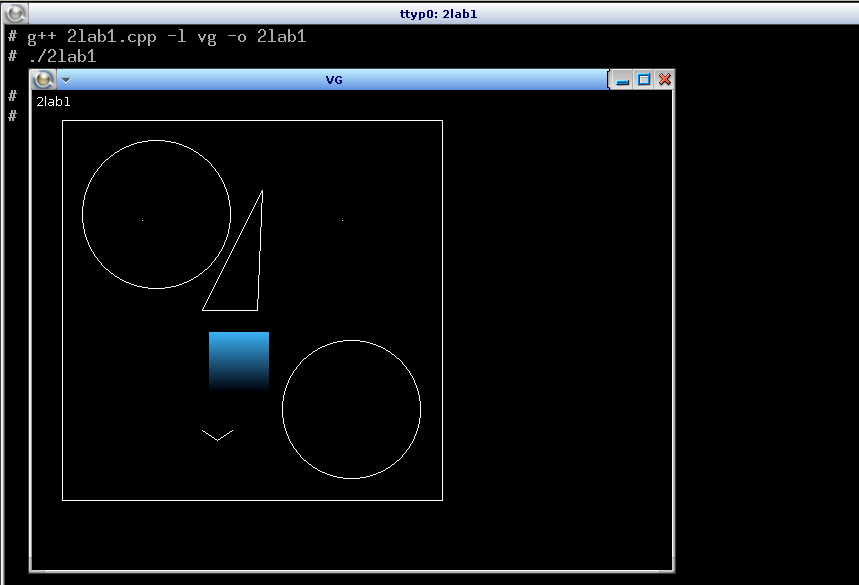 ttyp0: 2lab1
# g++ 2lab1.cpp -l vg -o 2lab1
# ./2lab1
VG
#
2lab1
#